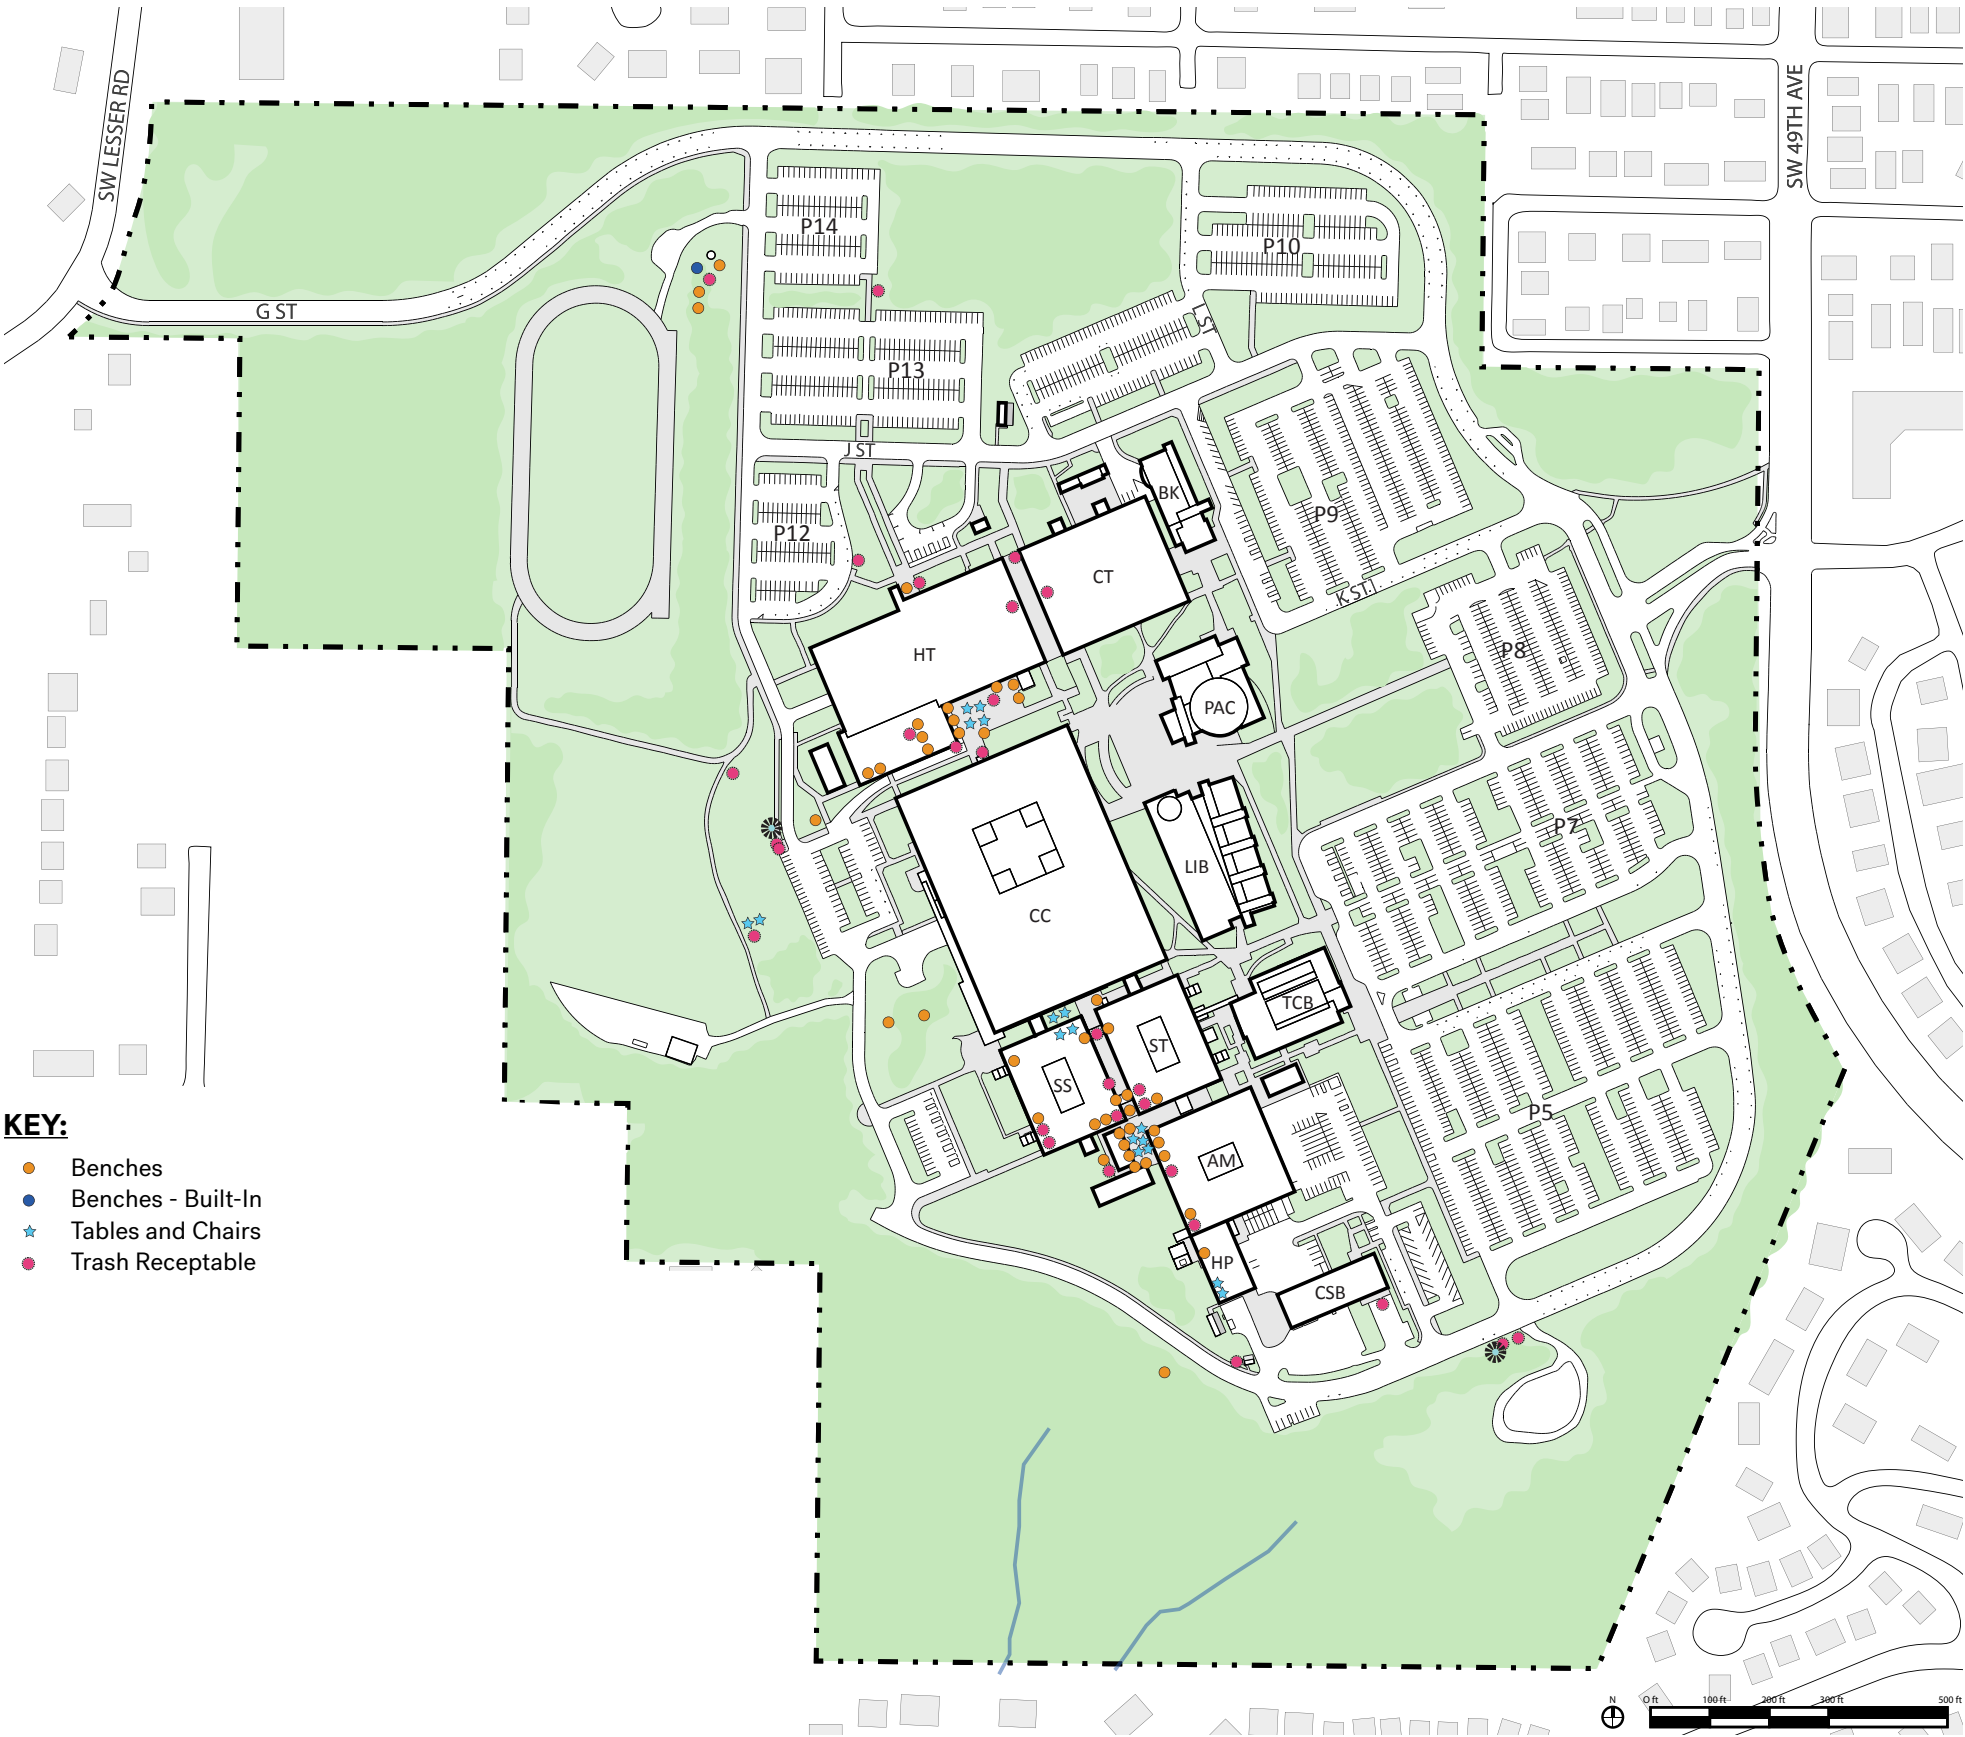 SW LESSER RD
SW 49TH AVE
P14
P10
G ST
L ST
P13
J ST
BK
P9
P12
CT
K ST
HT
P8
PAC
P7
LIB
CC
TCB
ST
SS
P5
AM
HP
CSB
KEY:
Benches
Benches - Built-In
Tables and Chairs
Trash Receptable
N
0 ft
100 ft
200 ft
300 ft
500 ft